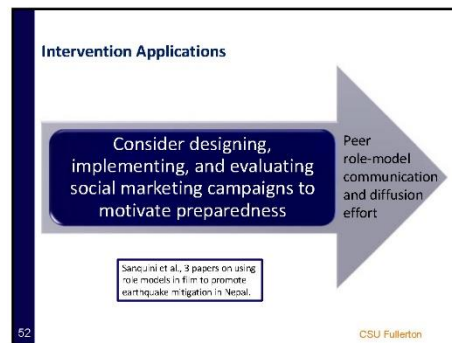 Intervention Applications
Consider designing,
implementing, and evaluating
social marketing campaigns to
motivate preparedness
Peer
role-model
communication
and diffusion
effort
Sanquini et al., 3 papers on using
role models in film to promote
earthquake mitigation in Nepal.
52
CSU Fullerton